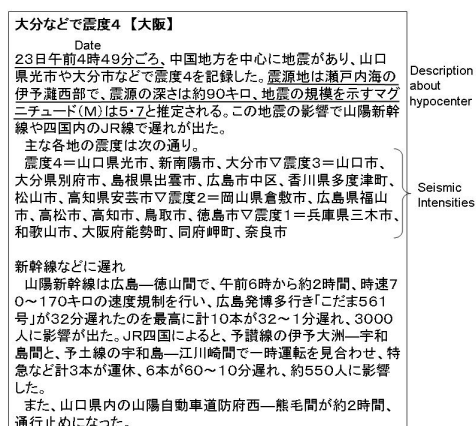 大分などで震度4 【大阪】
Date
23日午前4時49分ごろ、中国地方を中心に地震があり、山口
県光市や大分市などで震度4を記録した。震源地は瀬戸内海の
伊予灘西部で、震源の深さは約90キロ、地震の規模を示すマグ
ニチュード(M)は5・7と推定される。この地震の影響で山陽新幹
線や四国内のJR線で遅れが出た。
主な各地の震度は次の通り。
震度4=山口県光市、新南陽市、大分市▽震度3=山口市、
大分県別府市、島根県出雲市、広島市中区、香川県多度津町、
松山市、高知県安芸市▽震度2=岡山県倉敷市、広島県福山
市、高松市、高知市、鳥取市、徳島市▽震度1=兵庫県三木市、
和歌山市、大阪府能勢町、同府岬町、奈良市
新幹線などに遅れ
山陽新幹線は広島―徳山間で、午前6時から約2時間、時速7
0~170キロの速度規制を行い、広島発博多行き「こだま561
号」が32分遅れたのを最高に計10本が32~1分遅れ、3000
人に影響が出た。JR四国によると、予讃線の伊予大洲―宇和
島間と、予土線の宇和島―江川崎間で一時運転を見合わせ、特
急など計3本が運休、6本が60~10分遅れ、約550人に影響
した。
また、山口県内の山陽自動車道防府西―熊毛間が約2時間、
通行止めになった。
Description
about
hypocenter
Seismic
Intensities